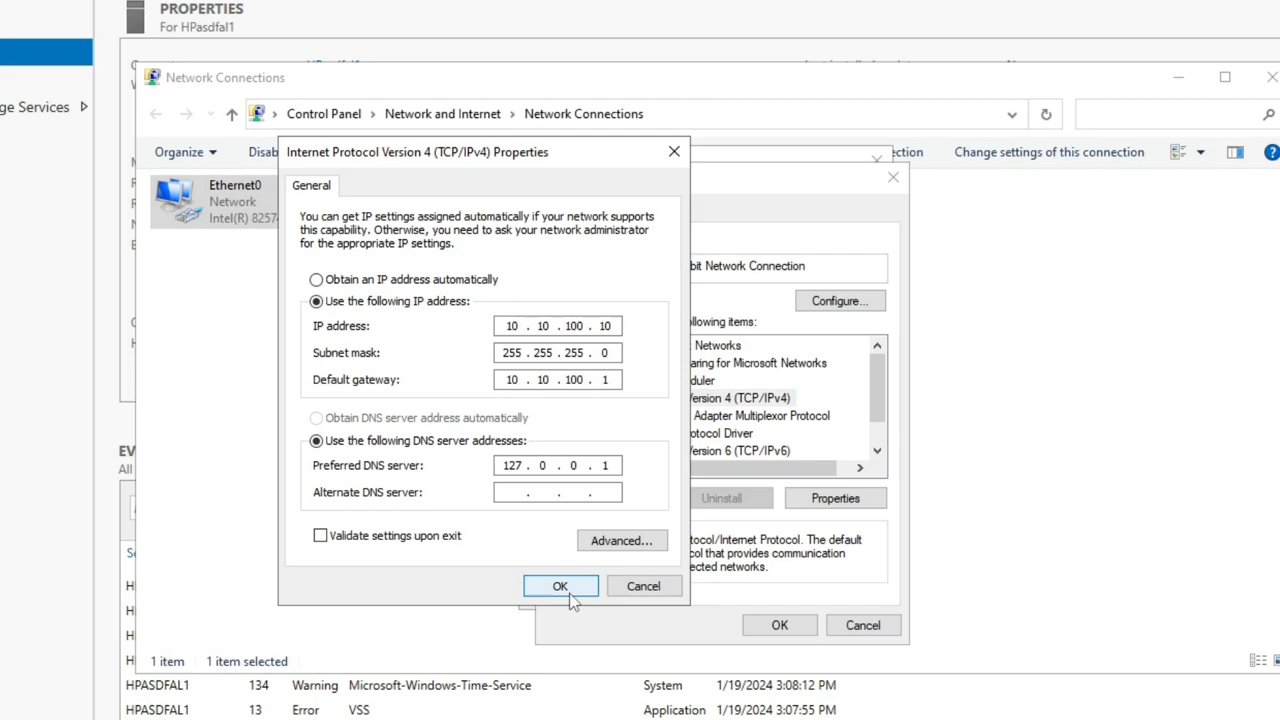 PROPERTIES
For HPasdfal1
Network Connections
ge Services
Control Panel > Network and Internet > Network Connections
Organize
Disab
ection
Change settings of this connection
Internet Protocol Version 4 (TCP/IPv4) Properties
General
Ethernet0
Network
Intel(R) 8257
You can get IP settings assigned automatically if your network supports
this capability. Otherwise, you need to ask your network administrator
for the appropriate IP settings.
Obtain an IP address automatically
Use the following IP address:
IP address: 10 . 10 . 100 . 10
Subnet mask: 255 . 255 . 255 . 0
Default gateway: 10 . 10 . 100 . 1
Obtain DNS server address automatically
Use the following DNS server addresses:
Preferred DNS server: 127 . 0 . 0 . 1
Alternate DNS server: . . .
Validate settings upon exit
Advanced...
OK
Cancel
bit Network Connection
Configure...
ollowing items:
Networks
aring for Microsoft Networks
duler
Version 4 (TCP/IPv4)
Adapter Multiplexor Protocol
otocol Driver
Version 6 (TCP/IPv6)
Uninstall
Properties
otocol/Internet Protocol. The default
col that provides communication
ected networks.
OK
Cancel
EV
All
1 item
1 item selected
HPASDFAL1 134 Warning Microsoft-Windows-Time-Service System 1/19/2024 3:08:12 PM
HPASDFAL1 13 Error VSS Application 1/19/2024 3:07:55 PM